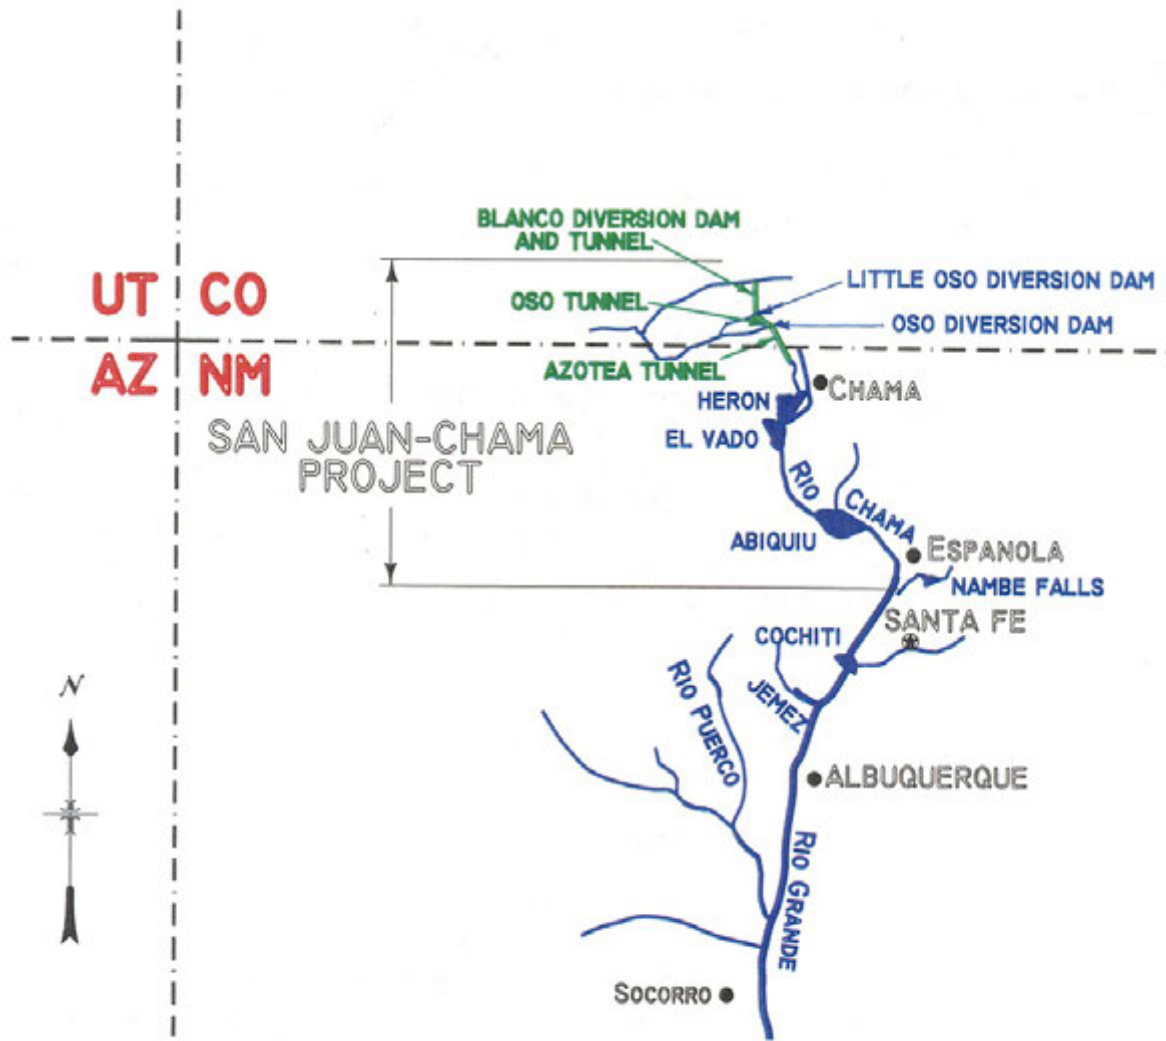 BLANCO DIVERSION DAM
AND TUNNEL
UT CO
LITTLE OSO DIVERSION DAM
OSO TUNNEL
OSO DIVERSION DAM
AZ NM
AZOTEA TUNNEL
CHAMA
HERON
EL VADO
SAN JUAN-CHAMA
PROJECT
RIO CHAMA
ABIQUIU
ESPANOLA
NAMBE FALLS
SANTA FE
COCHITI
JEMEZ
RIO PUERCO
N
ALBUQUERQUE
RIO GRANDE
SOCORRO